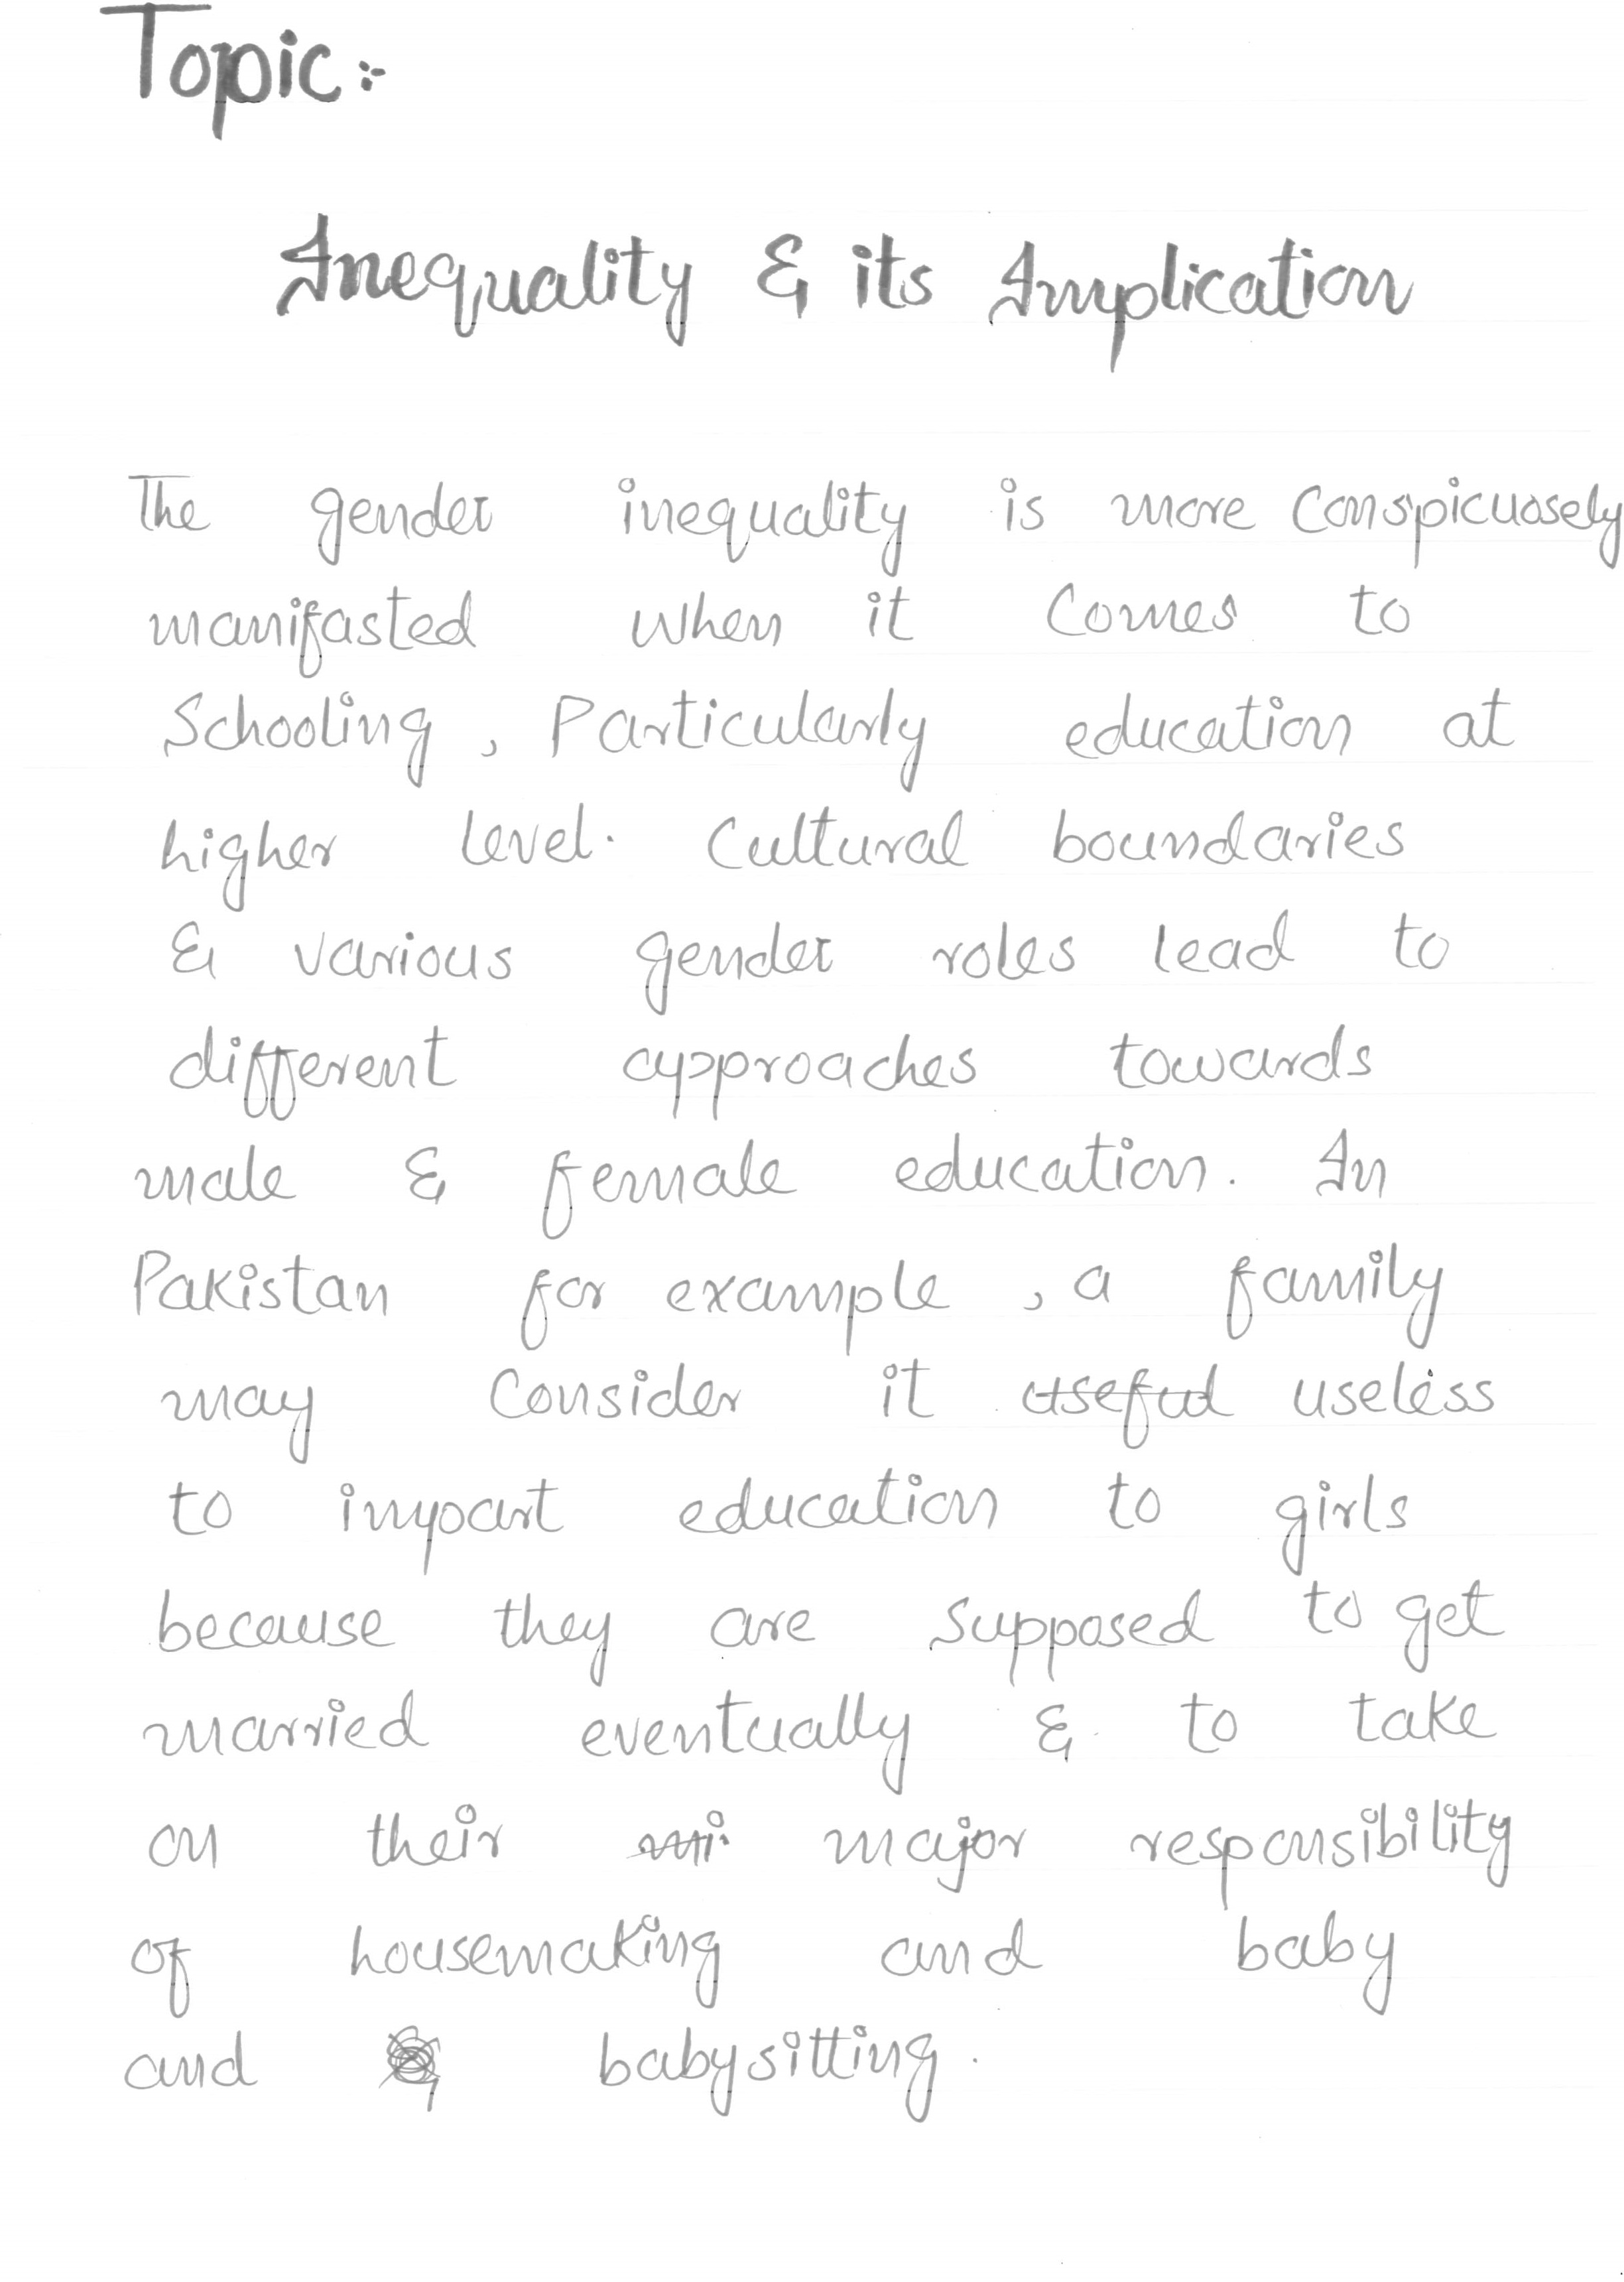 Topic:-
Inequality & its Implication
The gender inequality is more Conspicuosely
manifasted when it Comes to
Schooling, Particularly education at
higher level. Cultural boundaries
& various gender roles lead to
different approaches towards
male & female education. In
Pakistan for example, a family
may Consider it useful useless
to impart education to girls
because they are supposed to get
married eventually & to take
on their mi major responsibility
of housemaking and baby
and babysitting.